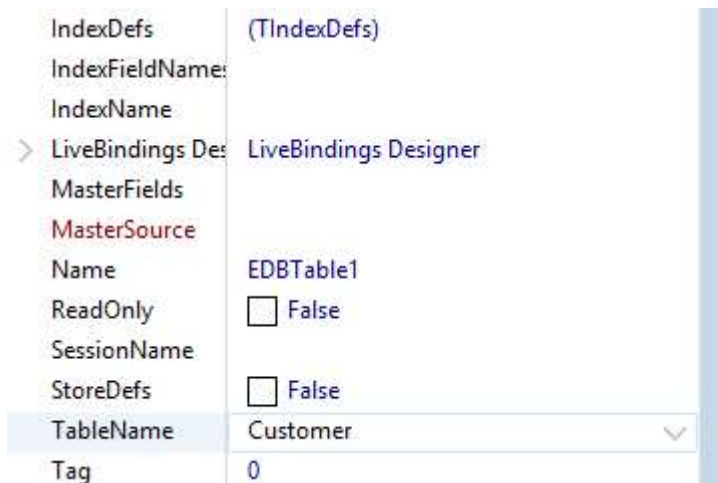 IndexDefs (TIndexDefs)
IndexFieldNames
IndexName
LiveBindings Des LiveBindings Designer
MasterFields
MasterSource
Name EDBTable1
ReadOnly False
SessionName
StoreDefs False
TableName Customer
Tag 0